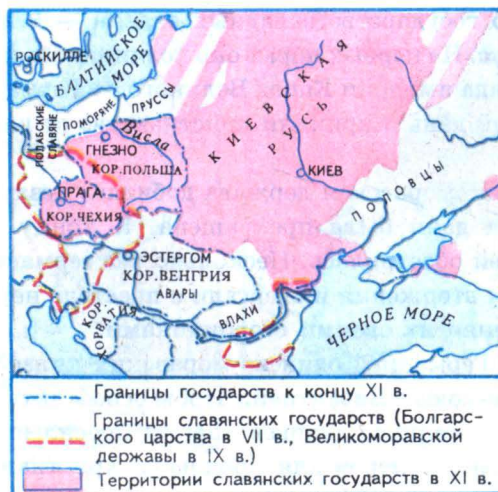 РОСКИЛЛЕ
БАЛТИЙСКОЕ
МОРЕ
ПРУССЫ
ПОМОРЯНЕ
СЛАВЯНЕ
Висла
ГНЕЗНО
КОР.ПОЛЬША
КИЕВСКАЯ
РУСЬ
КИЕВ
ПОЛОВЦЫ
ПРАГА
КОР.ЧЕХИЯ
ЭСТЕРГОМ
КОР.ВЕНГРИЯ
АВАРЫ
КОР.
ХОРВАТИЯ
ВЛАХИ
ЧЕРНОЕ МОРЕ
Границы государств к концу XI в.
Границы славянских государств (Болгарс-
кого царства в VII в., Великоморавской
державы в IX в.)
Территории славянских государств в XI в.